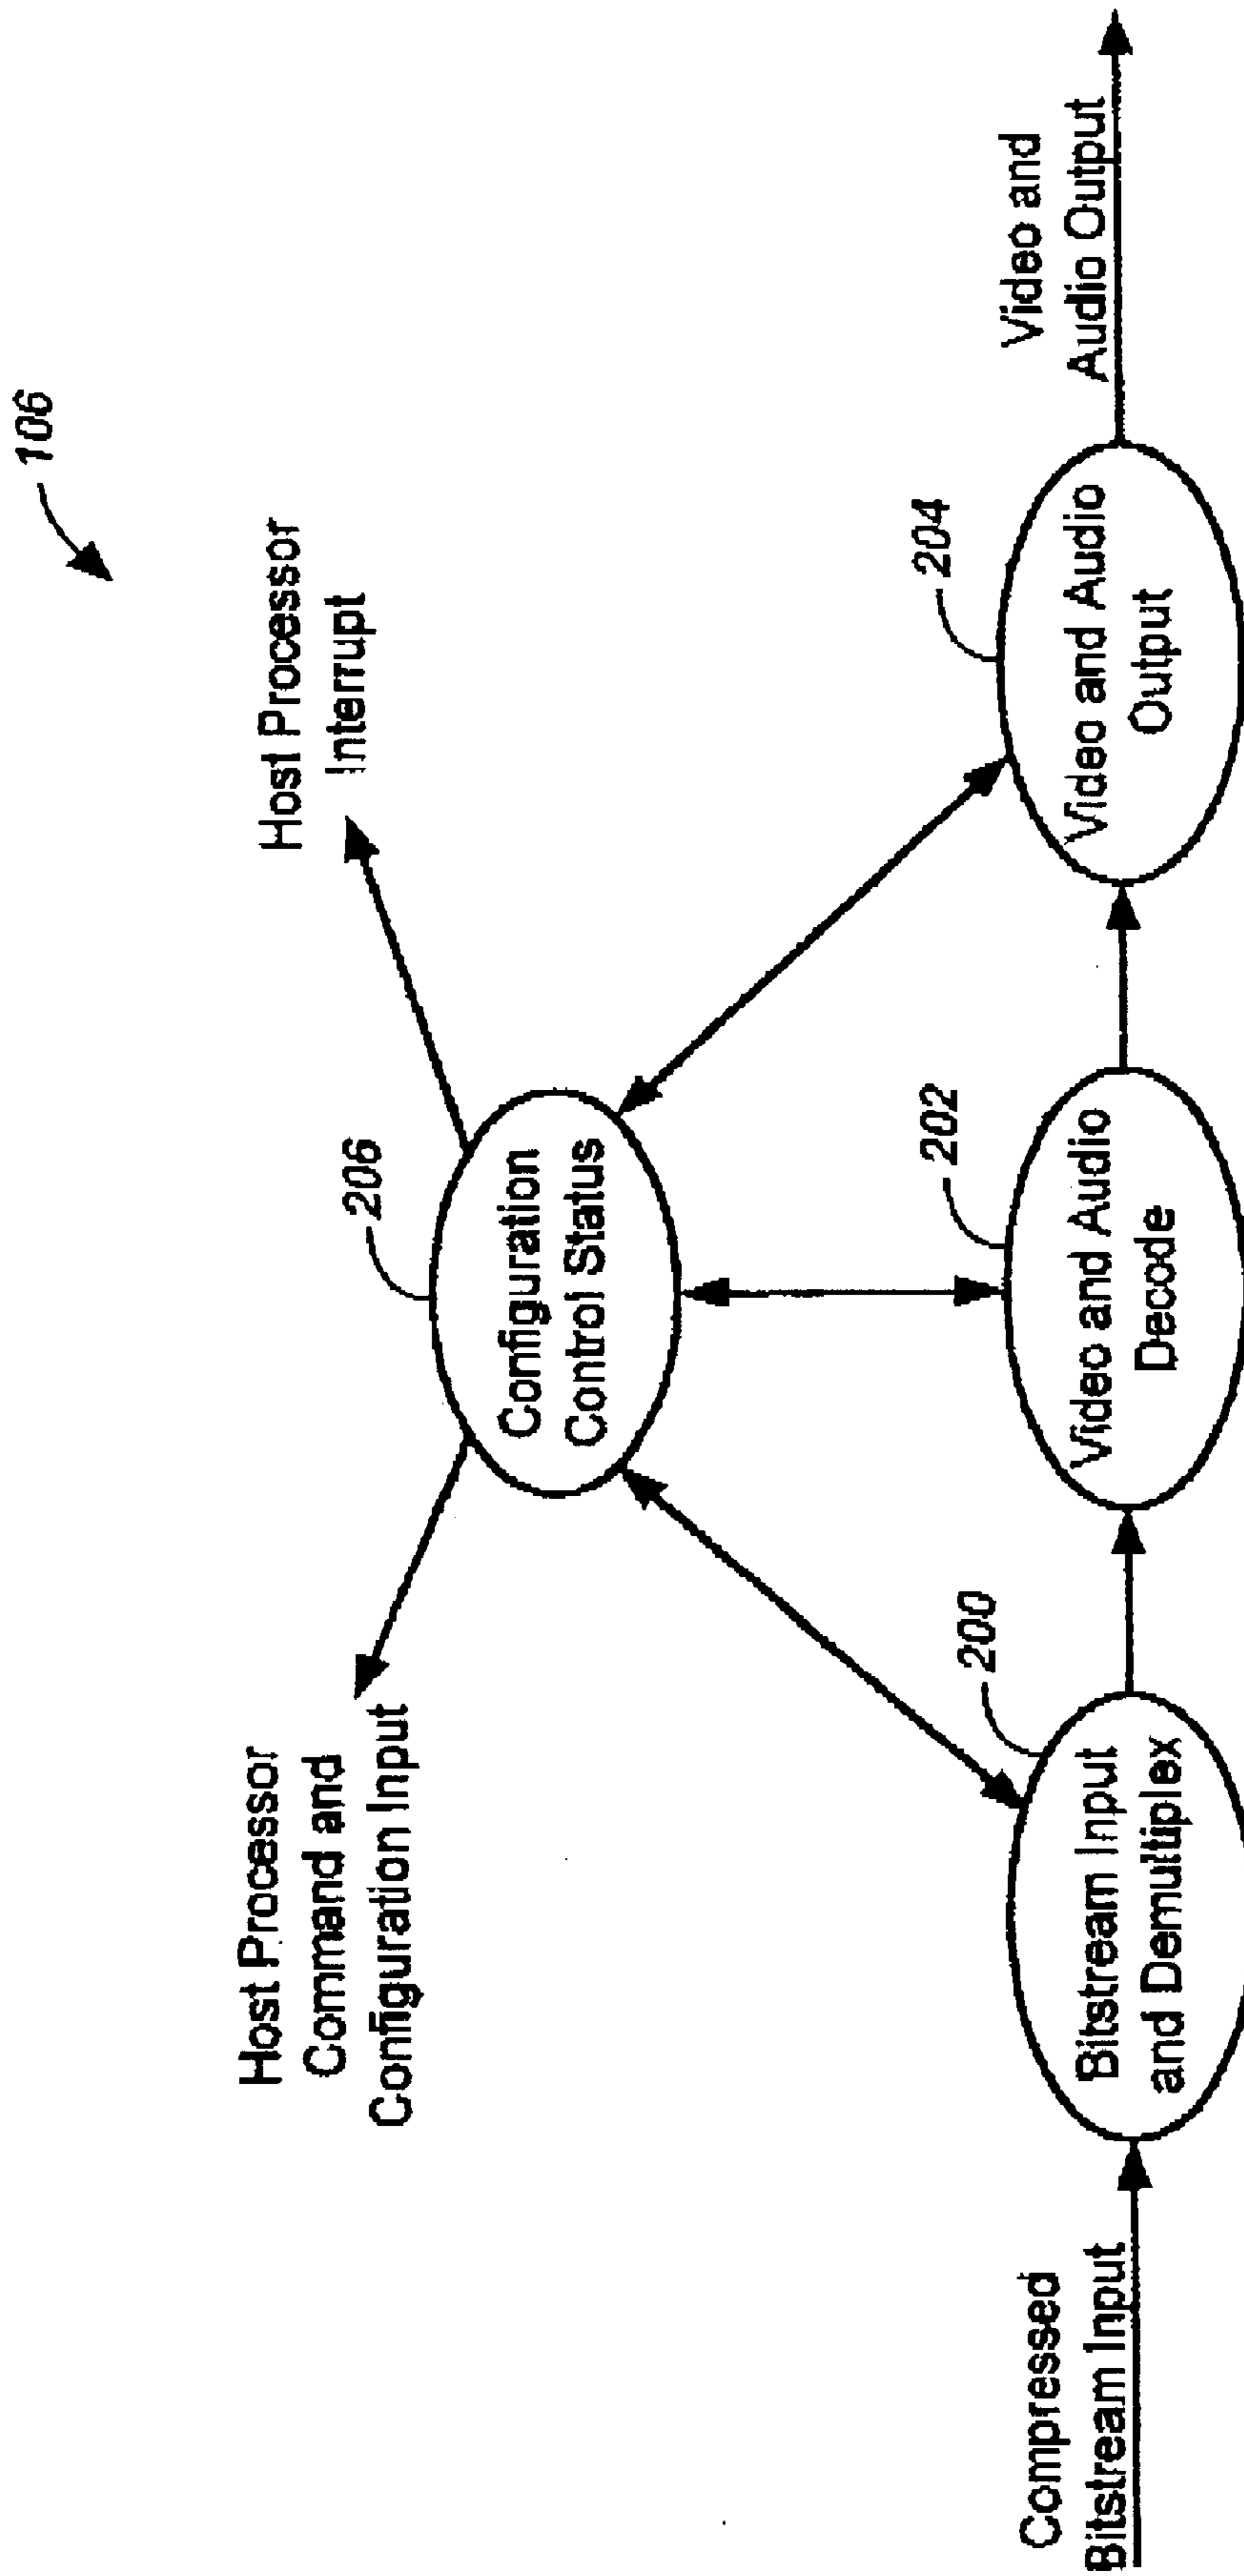 106
Host Processor
Command and
Configuration Input
Host Processor
Interrupt
206
Configuration
Control Status
200
Bitstream Input
and Demultiplex
202
Video and Audio
Decode
204
Video and Audio
Output
Compressed
Bitstream Input
Video and
Audio Output